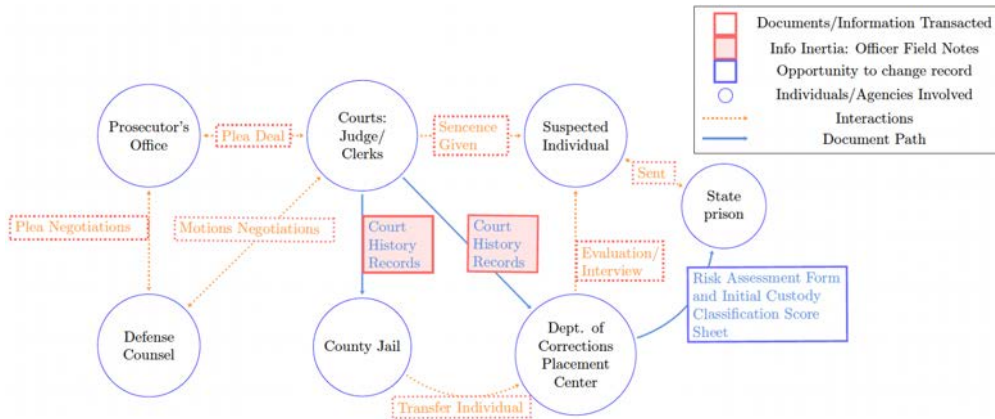 Documents/Information Transacted
Info Inertia: Officer Field Notes
Opportunity to change record
Individuals/Agencies Involved
Interactions
Document Path
Prosecutor's
Office
Plea Deal
Courts:
Judge/
Clerks
Sencence
Given
Suspected
Individual
Sent
State
prison
Plea Negotiations
Motions Negotiations
Court
History
Records
Court
History
Records
Evaluation/
Interview
Risk Assessment Form
and Initial Custody
Classification Score
Sheet
Defense
Counsel
County Jail
Dept. of
Corrections
Placement
Center
Transfer Individual